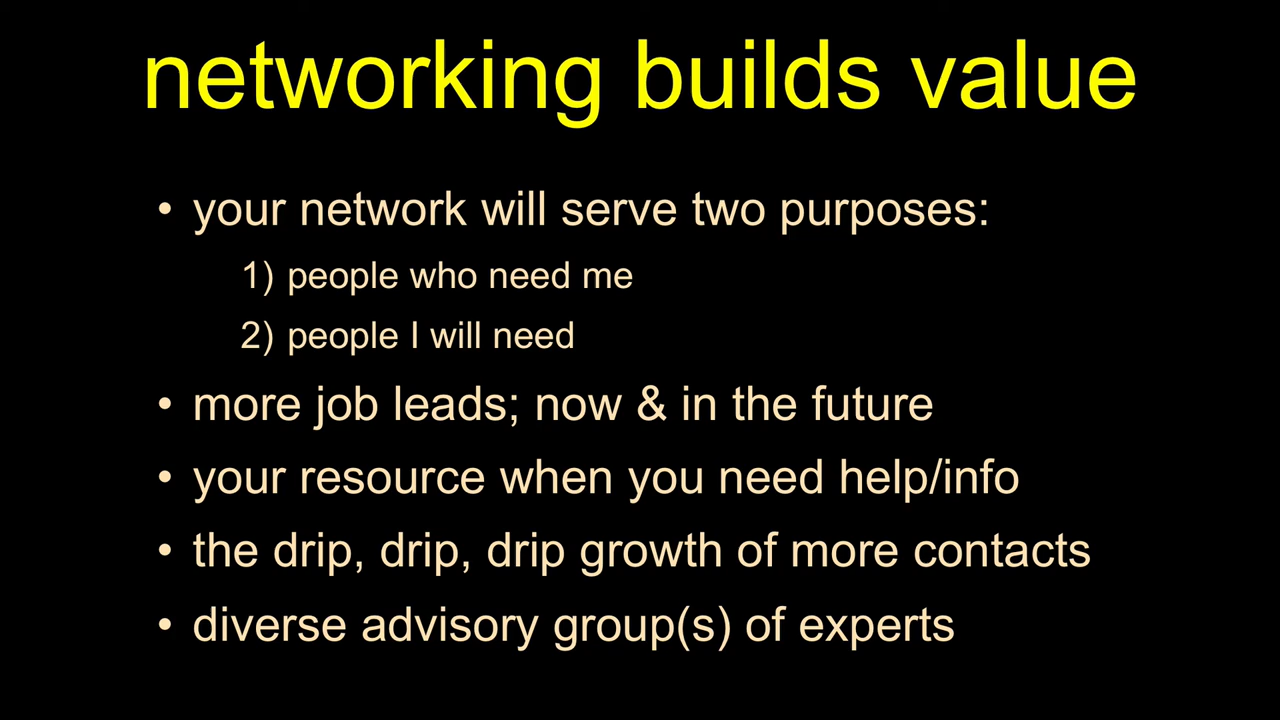 networking builds value
• your network will serve two purposes:
1) people who need me
2) people I will need
• more job leads; now & in the future
• your resource when you need help/info
• the drip, drip, drip growth of more contacts
• diverse advisory group(s) of experts